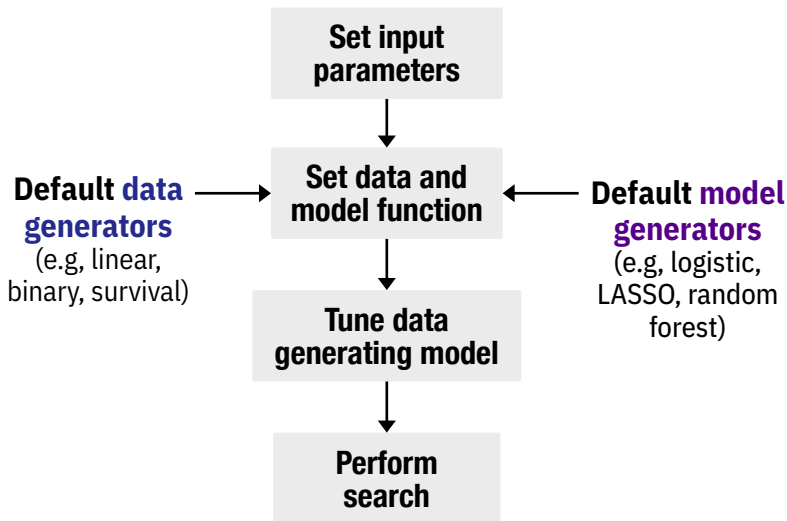 Set input
parameters
Set data and
model function
Default data
generators
(e.g, linear,
binary, survival)
Default model
generators
(e.g, logistic,
LASSO, random
forest)
Tune data
generating model
Perform
search